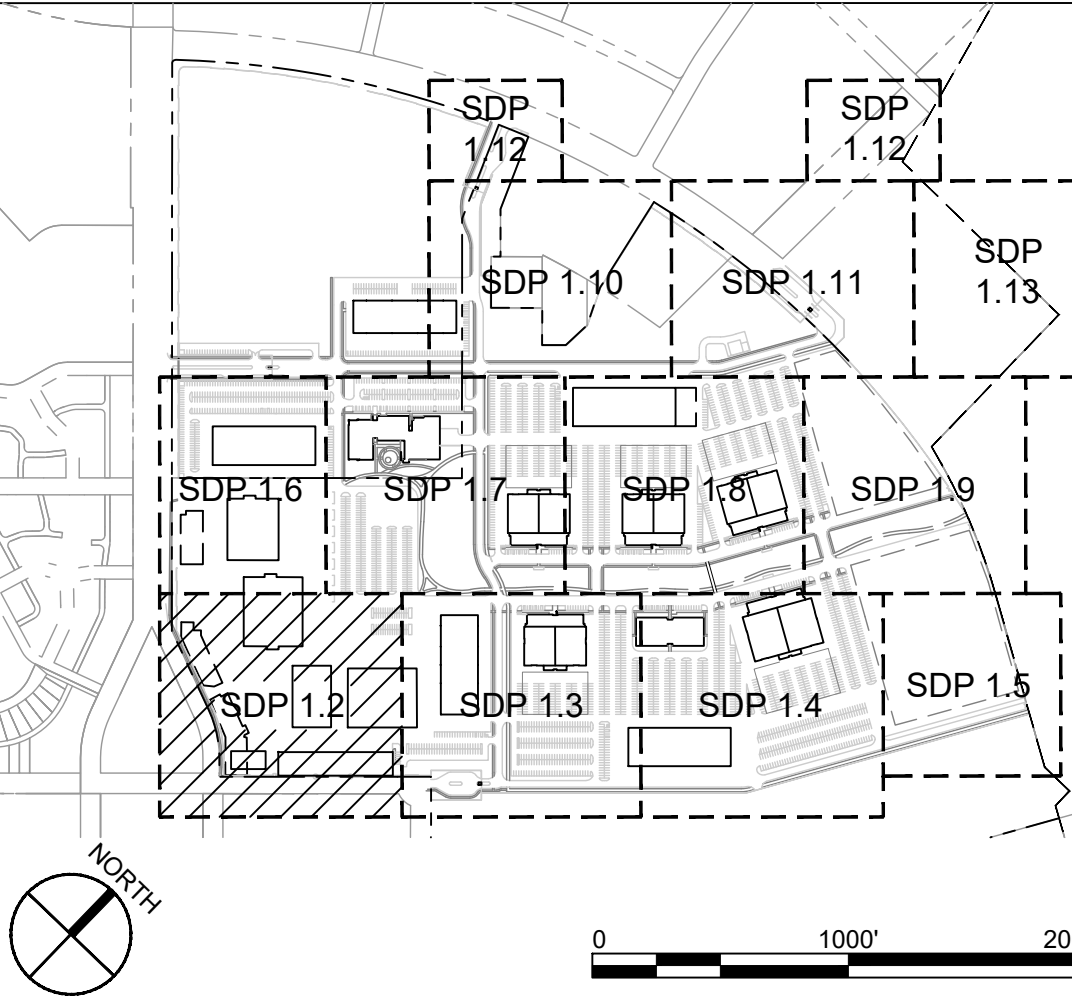 SDP
1.12
SDP
1.12
SDP
1.13
SDP 1.10
SDP 1.11
SDP 1.6
SDP 1.7
SDP 1.8
SDP 1.9
SDP 1.2
SDP 1.3
SDP 1.4
SDP 1.5
NORTH
0 1000' 20